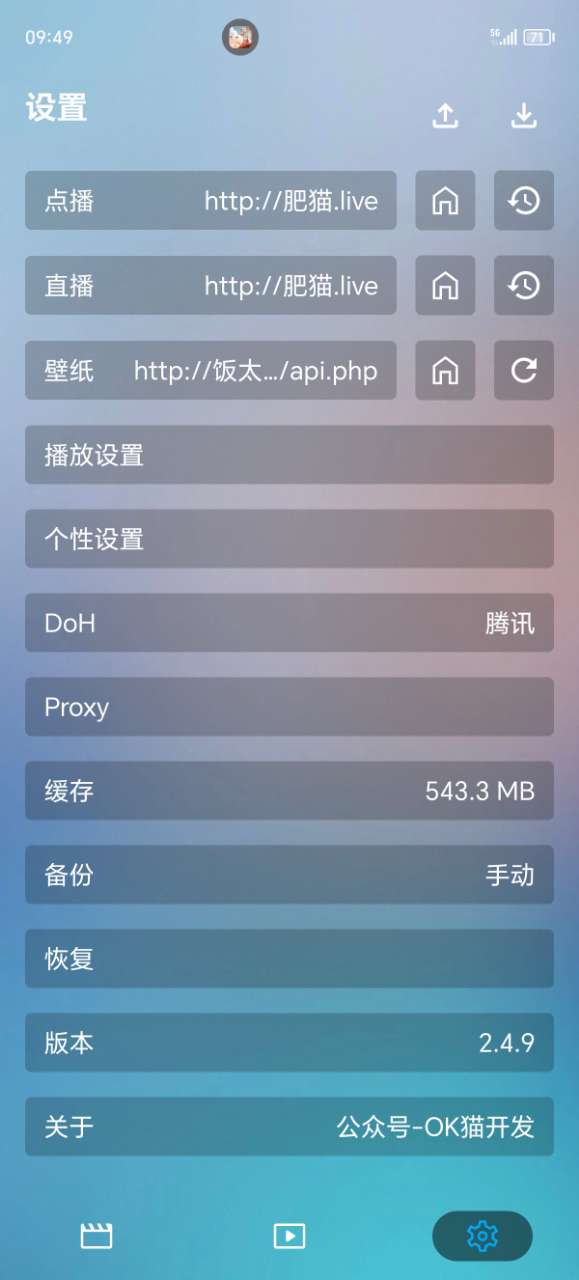 09:49
5G
71
设置
点播 http://肥猫.live
直播 http://肥猫.live
壁纸 http://饭太.../api.php
播放设置
个性设置
DoH 腾讯
Proxy
缓存 543.3 MB
备份 手动
恢复
版本 2.4.9
关于 公众号-OK猫开发